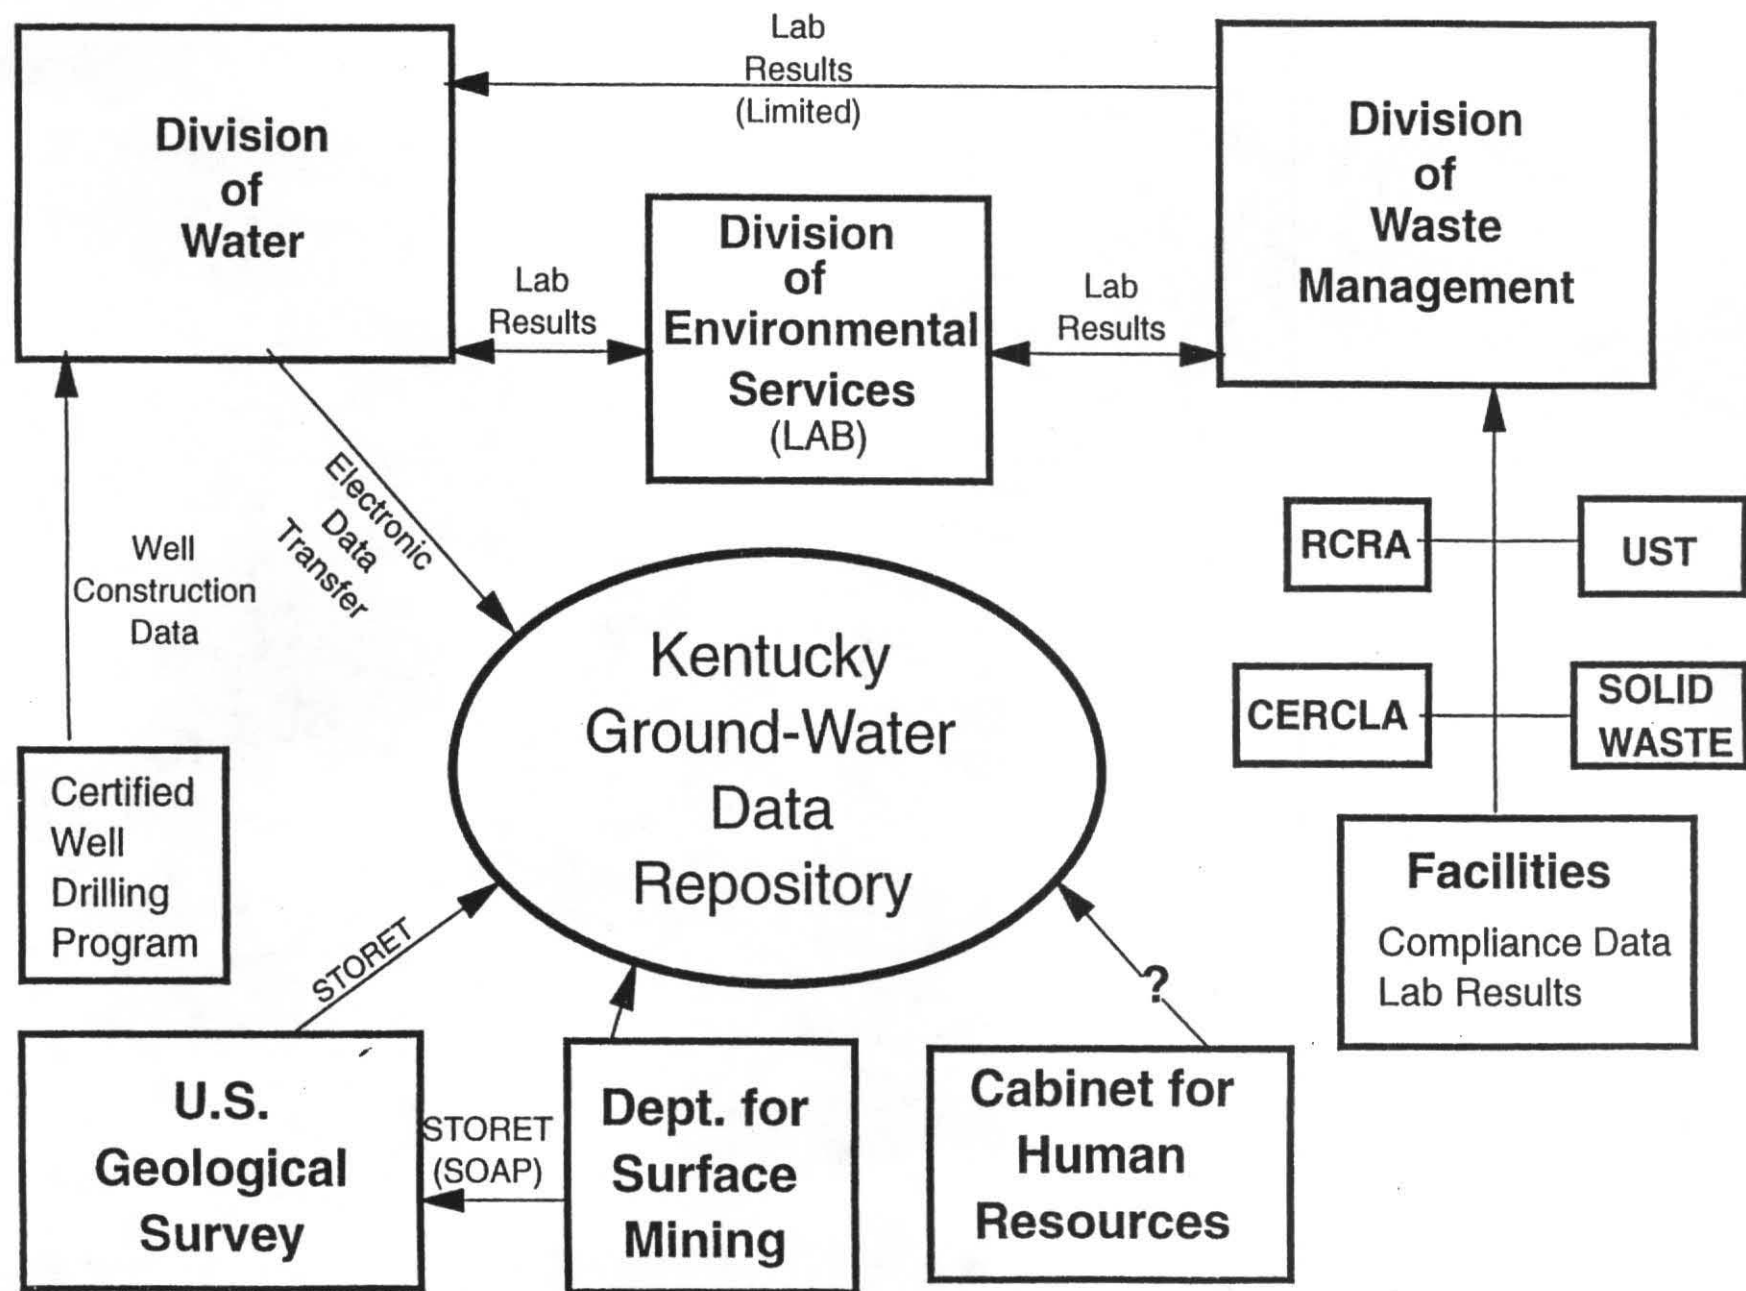 Lab
Results
(Limited)
Division
of
Water
Division
of
Waste
Management
Division
of
Environmental
Services
(LAB)
Lab
Results
Lab
Results
Electronic
Data
Transfer
Well
Construction
Data
RCRA
UST
CERCLA
SOLID
WASTE
Kentucky
Ground-Water
Data
Repository
Certified
Well
Drilling
Program
Facilities
Compliance Data
Lab Results
STORET
?
U.S.
Geological
Survey
STORET
(SOAP)
Dept. for
Surface
Mining
Cabinet for
Human
Resources